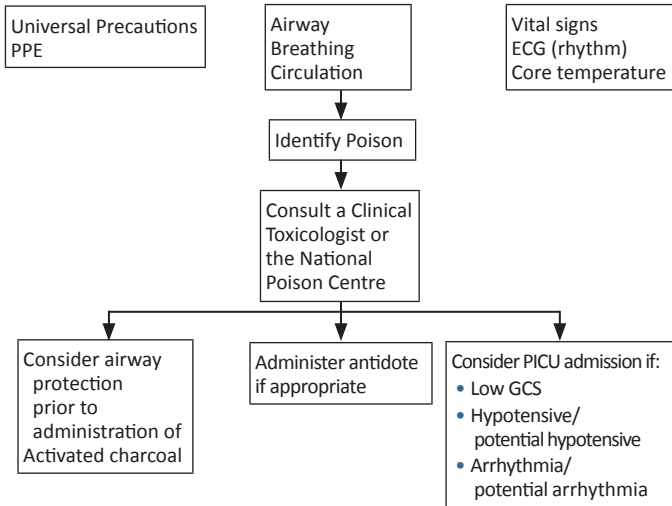 Universal Precautions
PPE
Airway
Breathing
Circulation
Vital signs
ECG (rhythm)
Core temperature
Identify Poison
Consult a Clinical
Toxicologist or
the National
Poison Centre
Consider airway
protection
prior to
administration of
Activated charcoal
Administer antidote
if appropriate
Consider PICU admission if:
• Low GCS
• Hypotensive/
potential hypotensive
• Arrhythmia/
potential arrhythmia